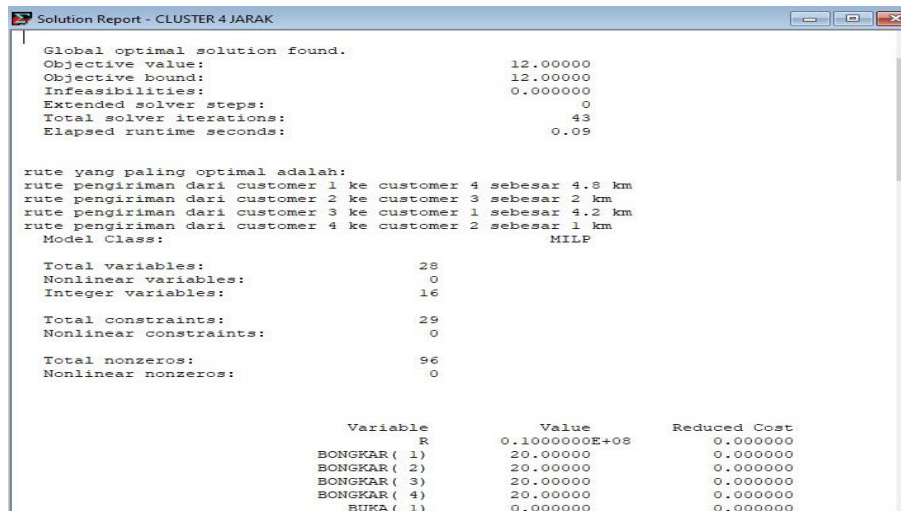 Solution Report - CLUSTER 4 JARAK
Global optimal solution found.
Objective value: 12.00000
Objective bound: 12.00000
Infeasibilities: 0.000000
Extended solver steps: 0
Total solver iterations: 43
Elapsed runtime seconds: 0.09
rute yang paling optimal adalah:
rute pengiriman dari customer 1 ke customer 4 sebesar 4.8 km
rute pengiriman dari customer 2 ke customer 3 sebesar 2 km
rute pengiriman dari customer 3 ke customer 1 sebesar 4.2 km
rute pengiriman dari customer 4 ke customer 2 sebesar 1 km
Model Class: MILP
Total variables: 28
Nonlinear variables: 0
Integer variables: 16
Total constraints: 29
Nonlinear constraints: 0
Total nonzeros: 96
Nonlinear nonzeros: 0
Variable Value Reduced Cost
R 0.1000000E+08 0.000000
BONGKAR( 1) 20.00000 0.000000
BONGKAR( 2) 20.00000 0.000000
BONGKAR( 3) 20.00000 0.000000
BONGKAR( 4) 20.00000 0.000000
BUKA( 1) 0.000000 0.000000